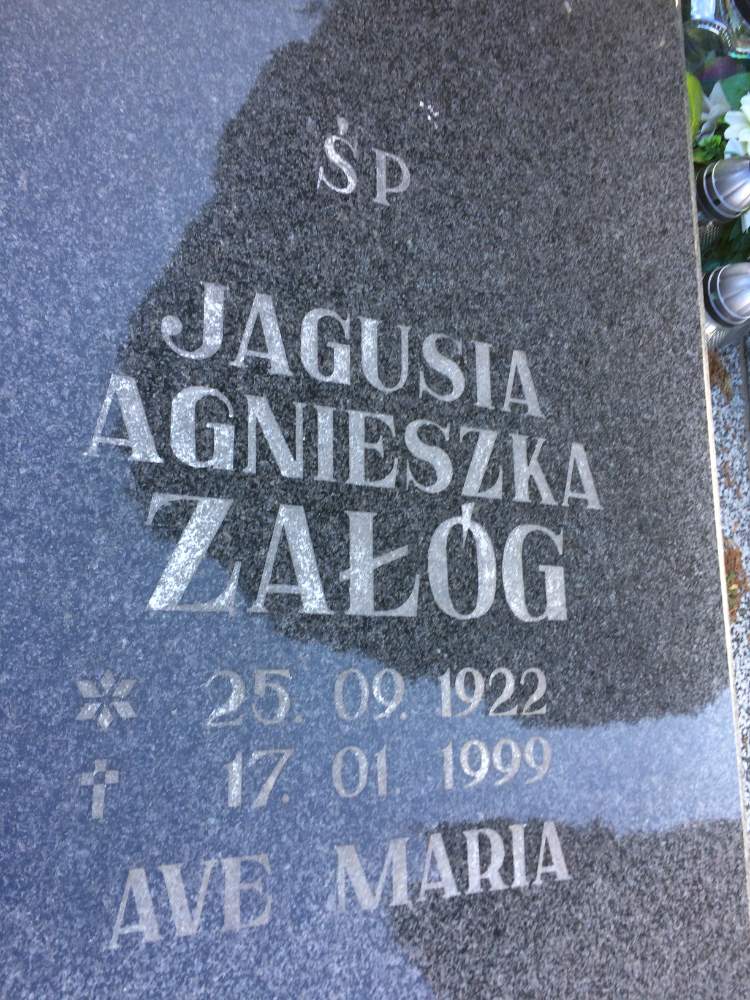 ŚP
JAGUSIA
AGNIESZKA
ZAŁÓG
25. 09. 1922
17. 01. 1999
AVE MARIA